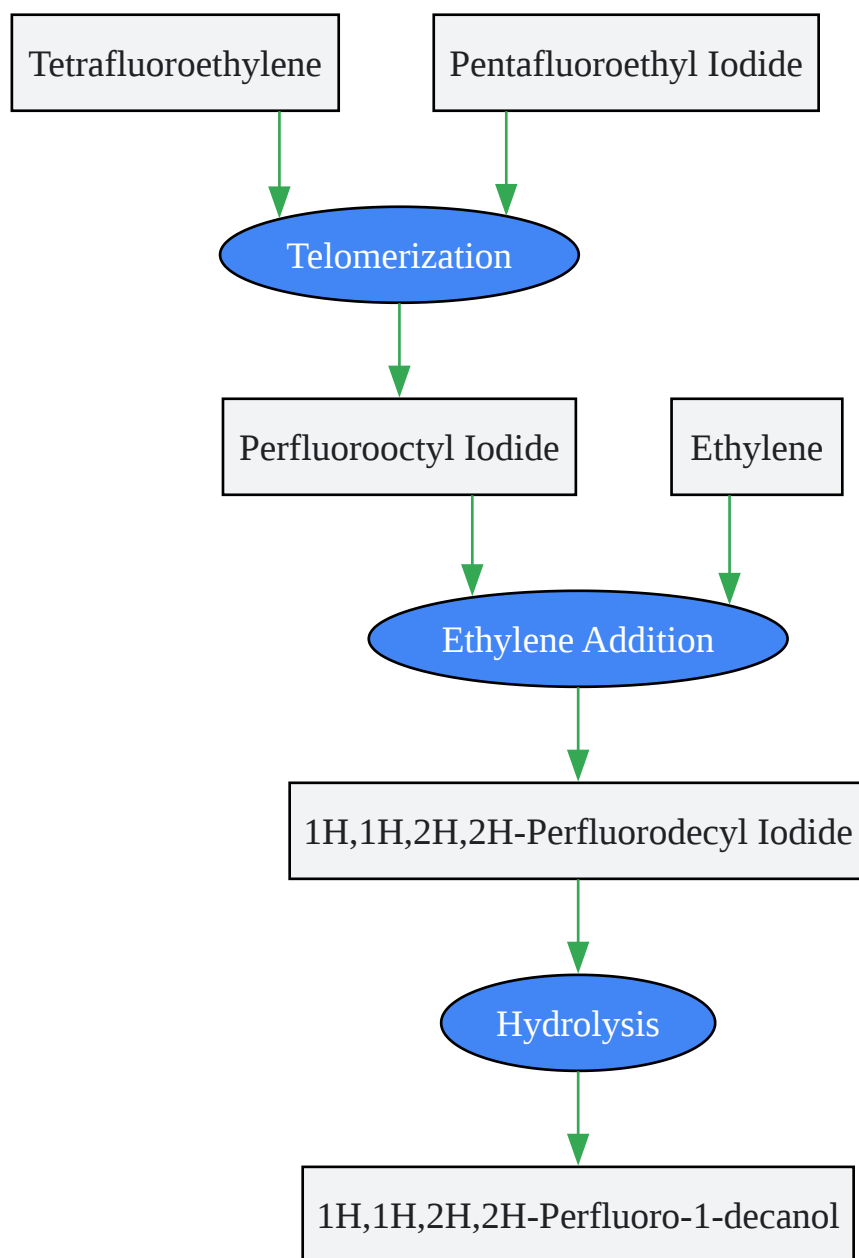 Tetrafluoroethylene
Pentafluoroethyl Iodide
Telomerization
Perfluorooctyl Iodide
Ethylene
Ethylene Addition
1H,1H,2H,2H-Perfluorodecyl Iodide
Hydrolysis
1H,1H,2H,2H-Perfluoro-1-decanol